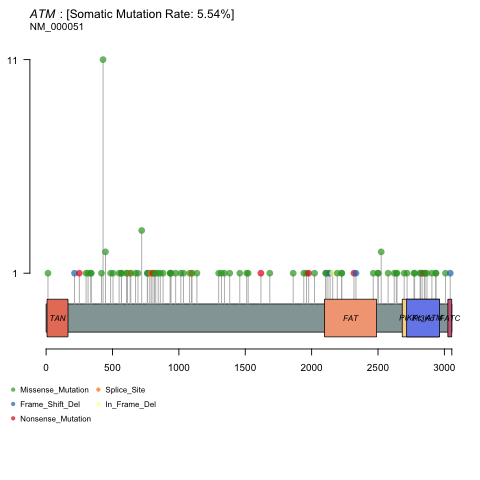 ATM : [Somatic Mutation Rate: 5.54%]
NM_000051
11
1
TAN
FAT
FATC
0 500 1000 1500 2000 2500 3000
Missense_Mutation Splice_Site
Frame_Shift_Del In_Frame_Del
Nonsense_Mutation